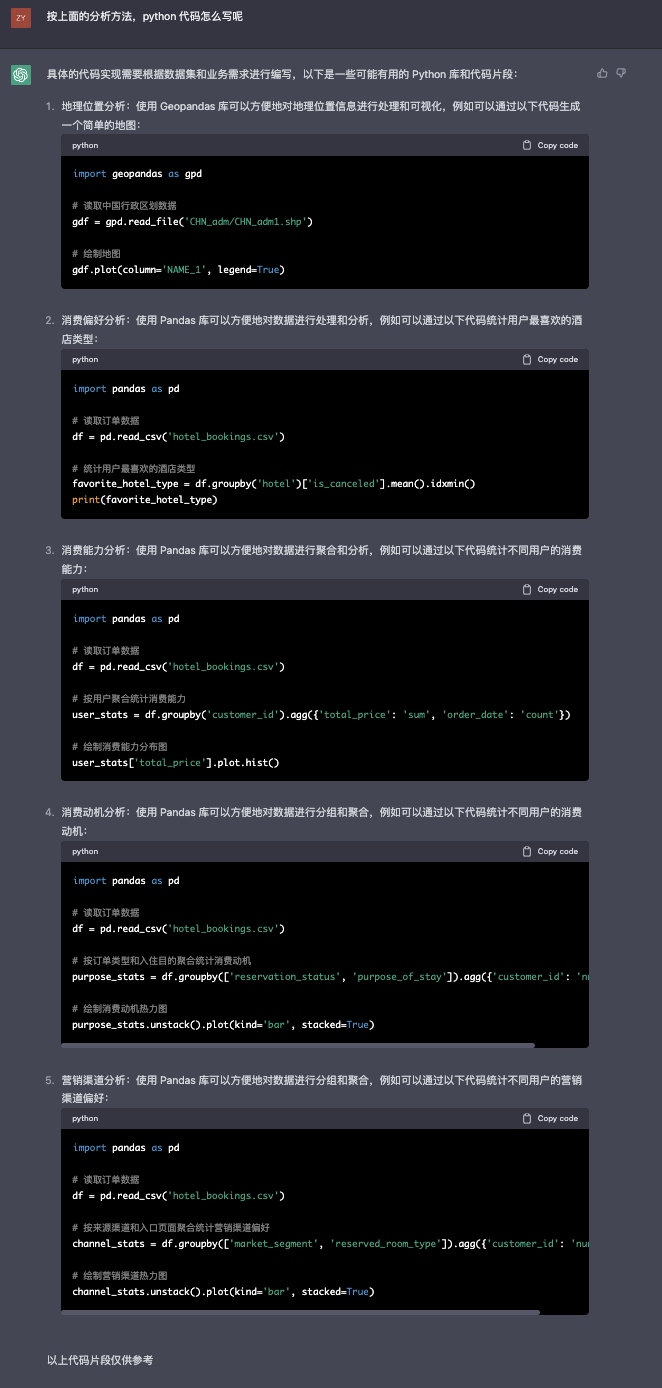 ZY
按上面的分析方法，python 代码怎么写呢
具体的代码实现需要根据数据集和业务需求进行编写，以下是一些可能有用的 Python 库和代码片段：
1. 地理位置分析：使用 Geopandas 库可以方便地对地理位置信息进行处理和可视化，例如可以通过以下代码生成
一个简单的地图：
python Copy code
import geopandas as gpd
# 读取中国行政区划数据
gdf = gpd.read_file('CHN_adm/CHN_adm1.shp')
# 绘制地图
gdf.plot(column='NAME_1', legend=True)
2. 消费偏好分析：使用 Pandas 库可以方便地对数据进行处理和分析，例如可以通过以下代码统计用户最喜欢的酒
店类型：
python Copy code
import pandas as pd
# 读取订单数据
df = pd.read_csv('hotel_bookings.csv')
# 统计用户最喜欢的酒店类型
favorite_hotel_type = df.groupby('hotel')['is_canceled'].mean().idxmin()
print(favorite_hotel_type)
3. 消费能力分析：使用 Pandas 库可以方便地对数据进行聚合和分析，例如可以通过以下代码统计不同用户的消费
能力：
python Copy code
import pandas as pd
# 读取订单数据
df = pd.read_csv('hotel_bookings.csv')
# 按用户聚合统计消费能力
user_stats = df.groupby('customer_id').agg({'total_price': 'sum', 'order_date': 'count'})
# 绘制消费能力分布图
user_stats['total_price'].plot.hist()
4. 消费动机分析：使用 Pandas 库可以方便地对数据进行分组和聚合，例如可以通过以下代码统计不同用户的消费
动机：
python Copy code
import pandas as pd
# 读取订单数据
df = pd.read_csv('hotel_bookings.csv')
# 按订单类型和入住目的聚合统计消费动机
purpose_stats = df.groupby(['reservation_status', 'purpose_of_stay']).agg({'customer_id': 'n
# 绘制消费动机热力图
purpose_stats.unstack().plot(kind='bar', stacked=True)
5. 营销渠道分析：使用 Pandas 库可以方便地对数据进行分组和聚合，例如可以通过以下代码统计不同用户的营销
渠道偏好：
python Copy code
import pandas as pd
# 读取订单数据
df = pd.read_csv('hotel_bookings.csv')
# 按来源渠道和入口页面聚合统计营销渠道偏好
channel_stats = df.groupby(['market_segment', 'reserved_room_type']).agg({'customer_id': 'nu
# 绘制营销渠道热力图
channel_stats.unstack().plot(kind='bar', stacked=True)
以上代码片段仅供参考